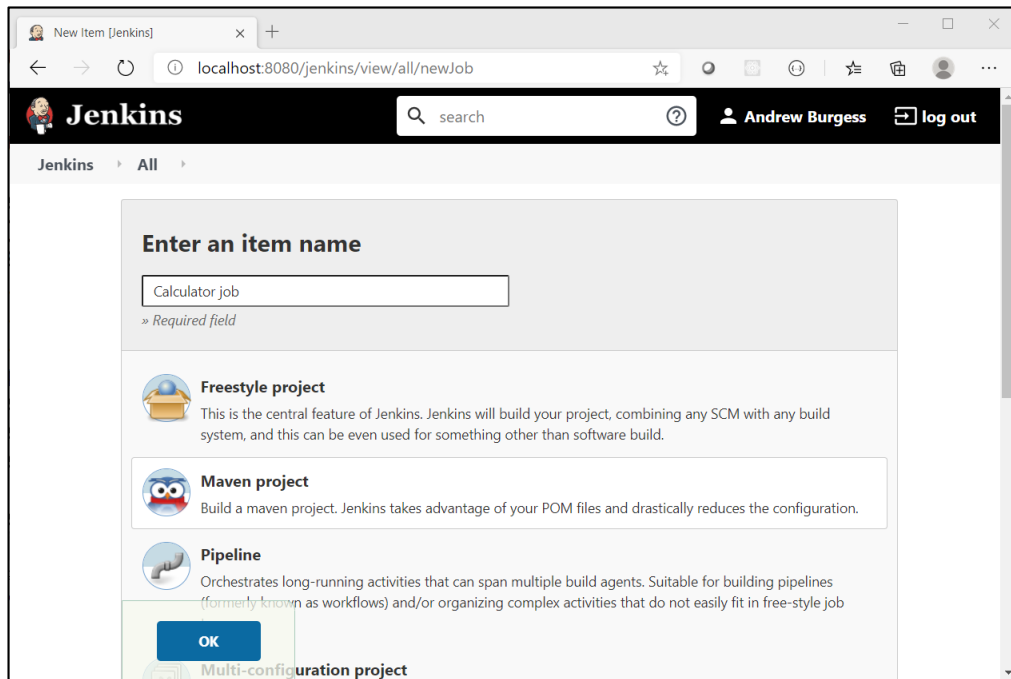 New Item [Jenkins]
localhost:8080/jenkins/view/all/newJob
Jenkins
search
Andrew Burgess
log out
Jenkins
All
Enter an item name
Calculator job
» Required field
Freestyle project
This is the central feature of Jenkins. Jenkins will build your project, combining any SCM with any build
system, and this can be even used for something other than software build.
Maven project
Build a maven project. Jenkins takes advantage of your POM files and drastically reduces the configuration.
Pipeline
Orchestrates long-running activities that can span multiple build agents. Suitable for building pipelines
(formerly known as workflows) and/or organizing complex activities that do not easily fit in free-style job
OK
Multi-configuration project